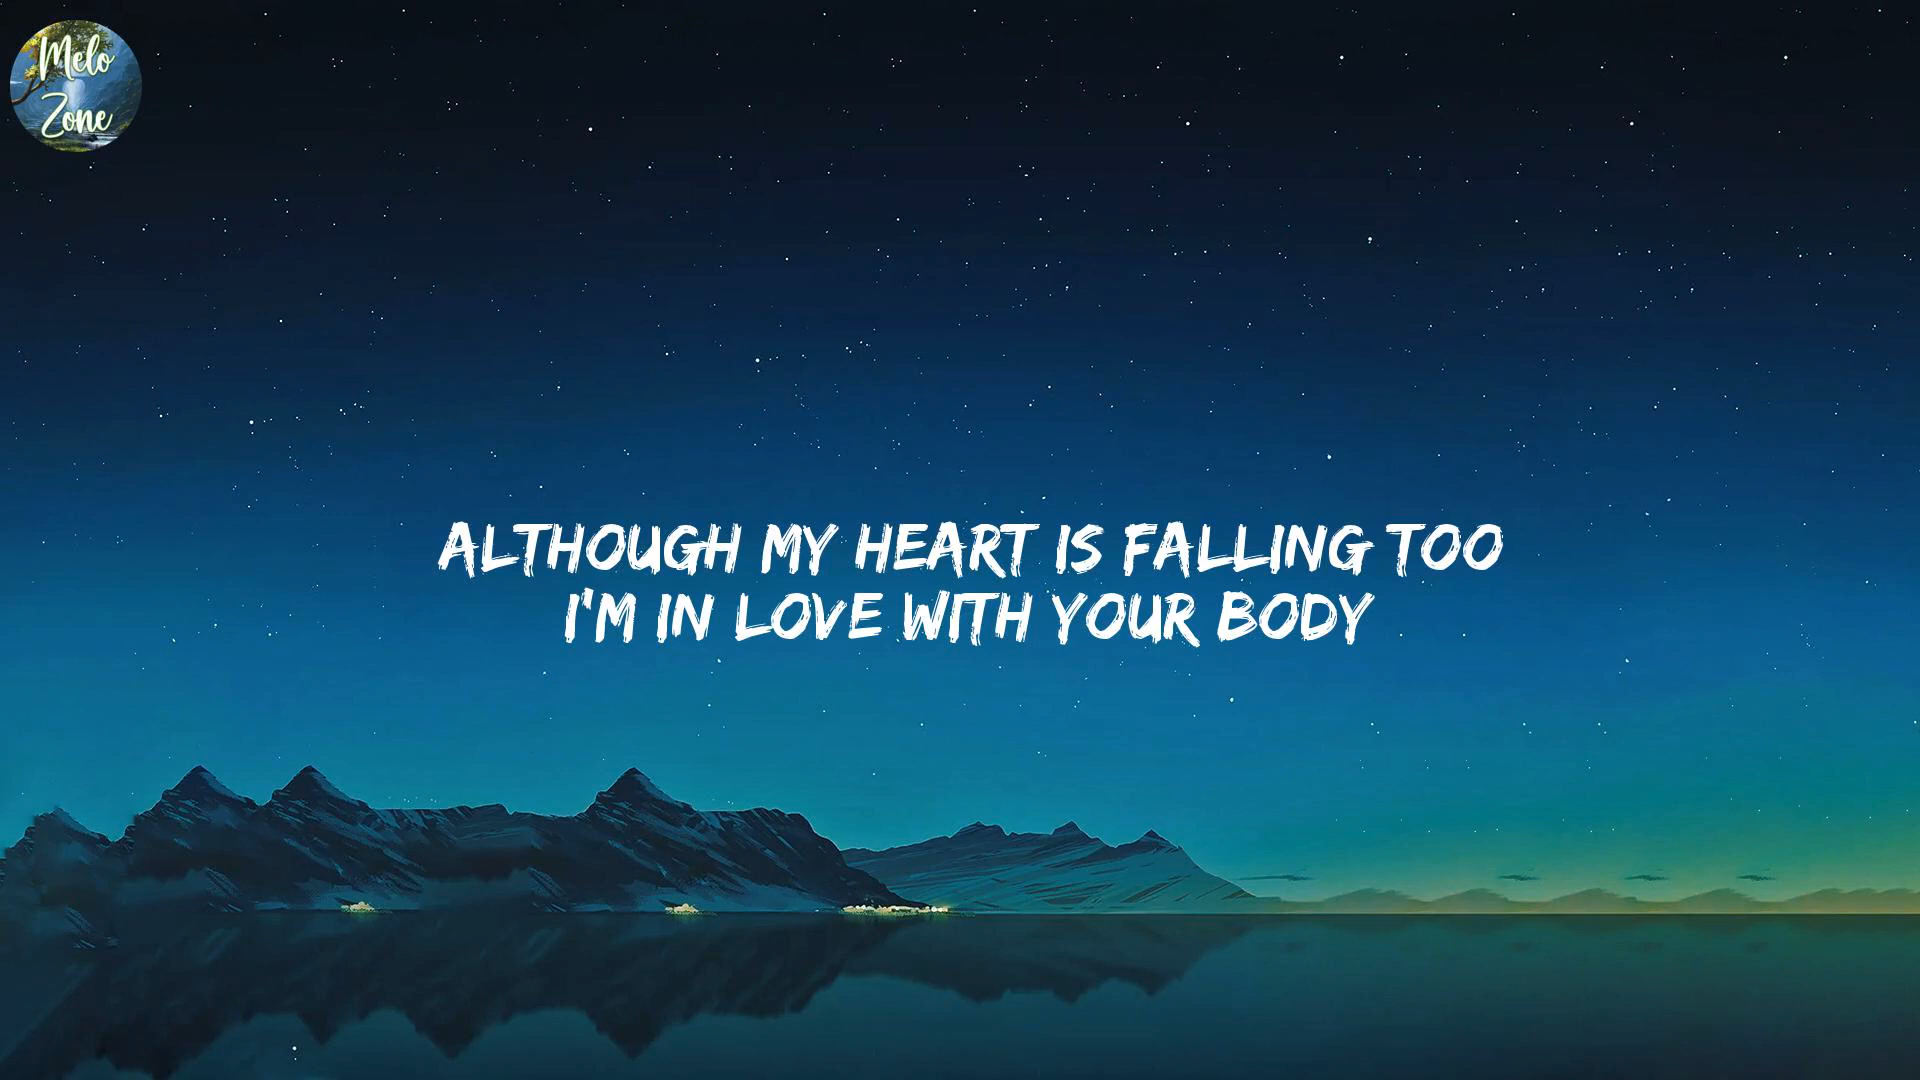 Melo
Zone
ALTHOUGH MY HEART IS FALLING TOO
I'M IN LOVE WITH YOUR BODY